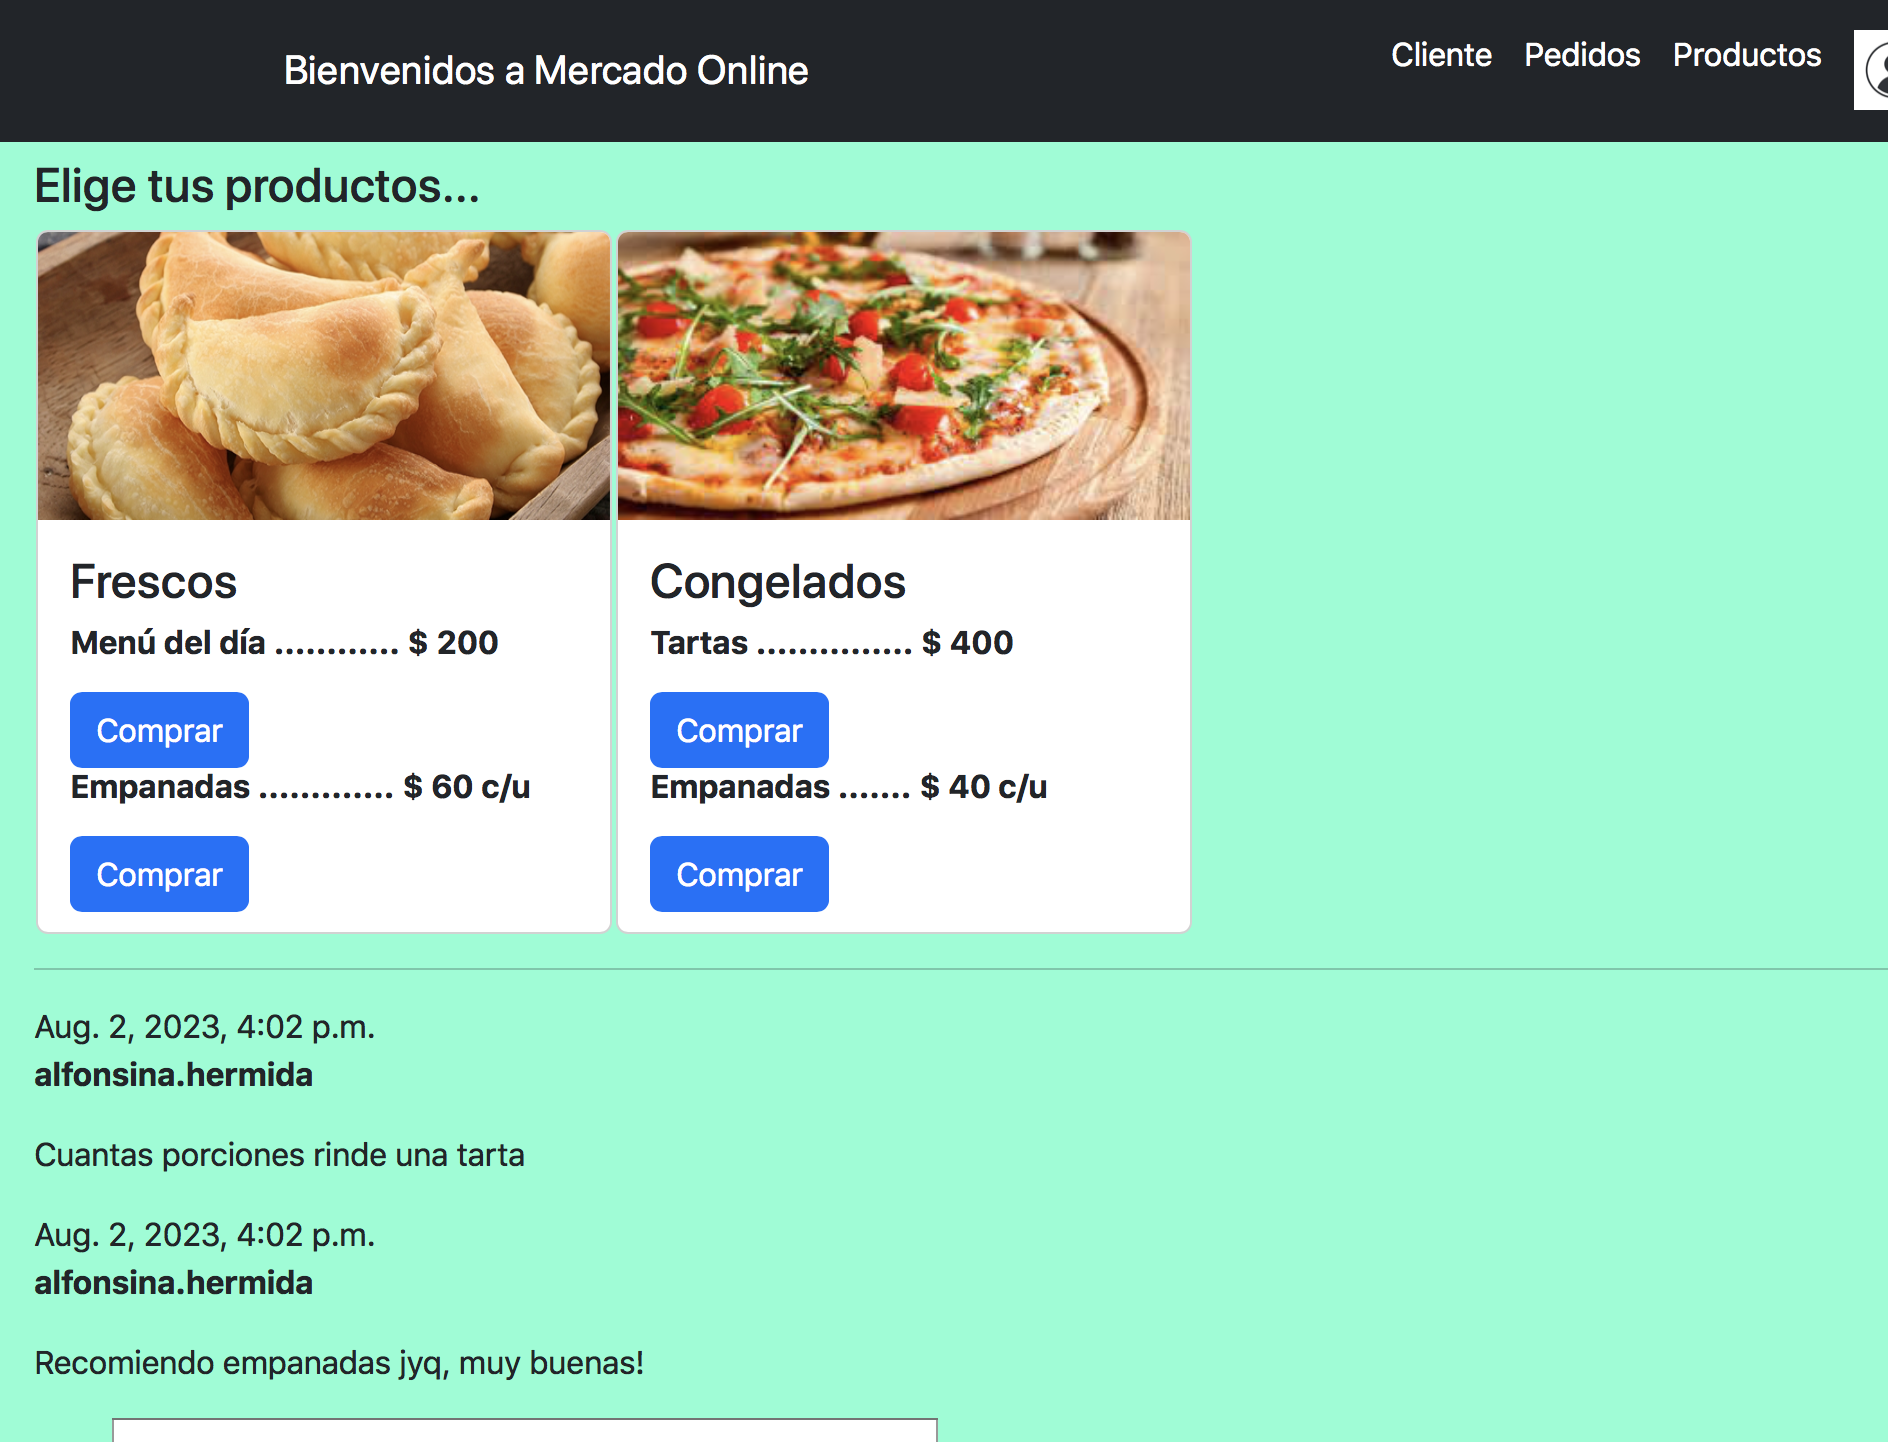 Bienvenidos a Mercado Online
Cliente Pedidos Productos
Elige tus productos...
Frescos
Menú del día ............ $ 200
Comprar
Empanadas ............. $ 60 c/u
Comprar
Congelados
Tartas ............... $ 400
Comprar
Empanadas ....... $ 40 c/u
Comprar
Aug. 2, 2023, 4:02 p.m.
alfonsina.hermida
Cuantas porciones rinde una tarta
Aug. 2, 2023, 4:02 p.m.
alfonsina.hermida
Recomiendo empanadas jyq, muy buenas!